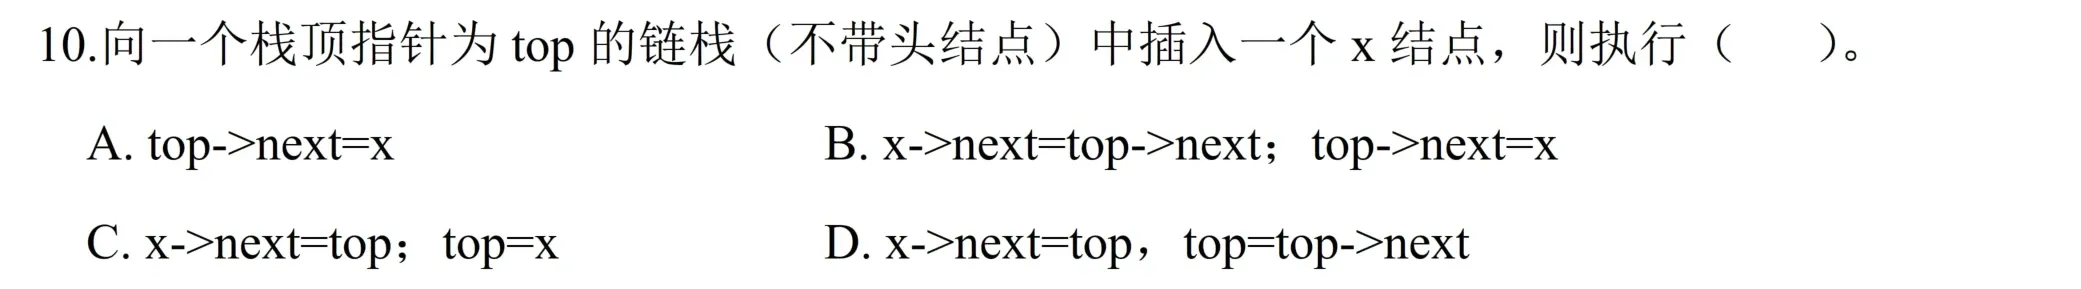 10.向一个栈顶指针为 top 的链栈（不带头结点）中插入一个 x 结点，则执行（　　）。
A. top->next=x　　B. x->next=top->next；top->next=x
C. x->next=top；top=x　　D. x->next=top，top=top->next